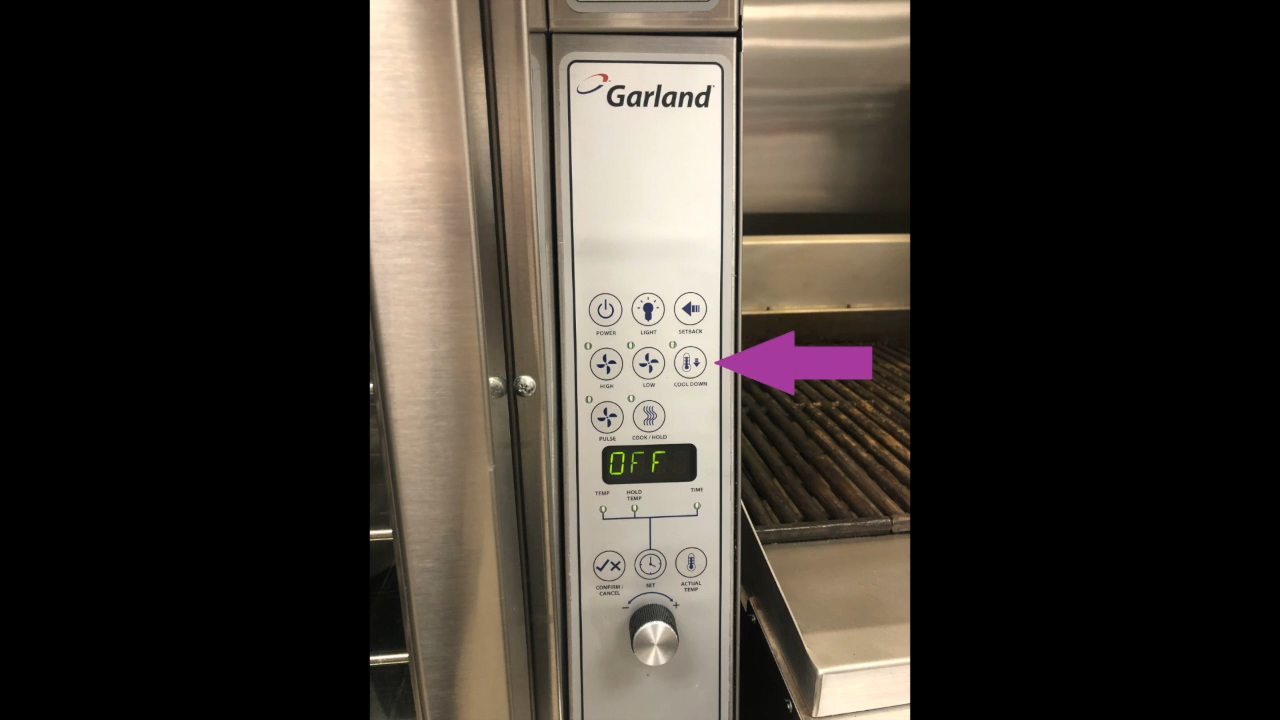 Garland
POWER LIGHT SETBACK
HIGH LOW COOL DOWN
PULSE COOK / HOLD
OFF
TEMP HOLD TEMP TIME
CONFIRM / CANCEL SET ACTUAL TEMP
- +